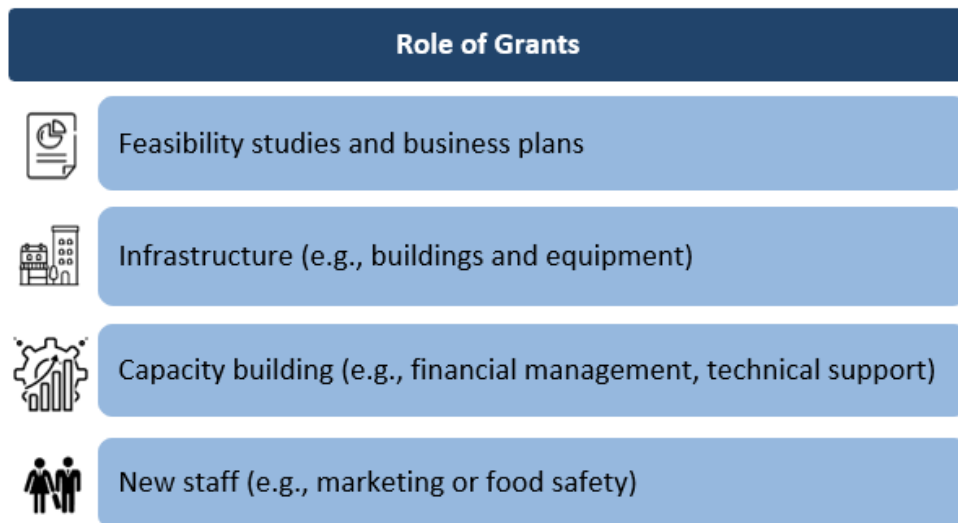 Role of Grants
Feasibility studies and business plans
Infrastructure (e.g., buildings and equipment)
Capacity building (e.g., financial management, technical support)
New staff (e.g., marketing or food safety)